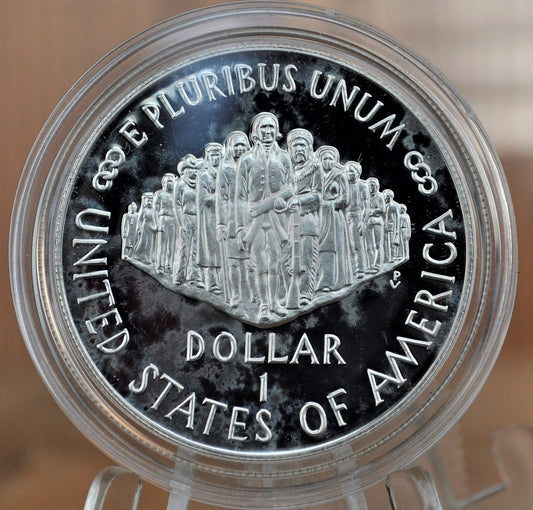 E PLURIBUS UNUM
DOLLAR
1
UNITED STATES OF AMERICA